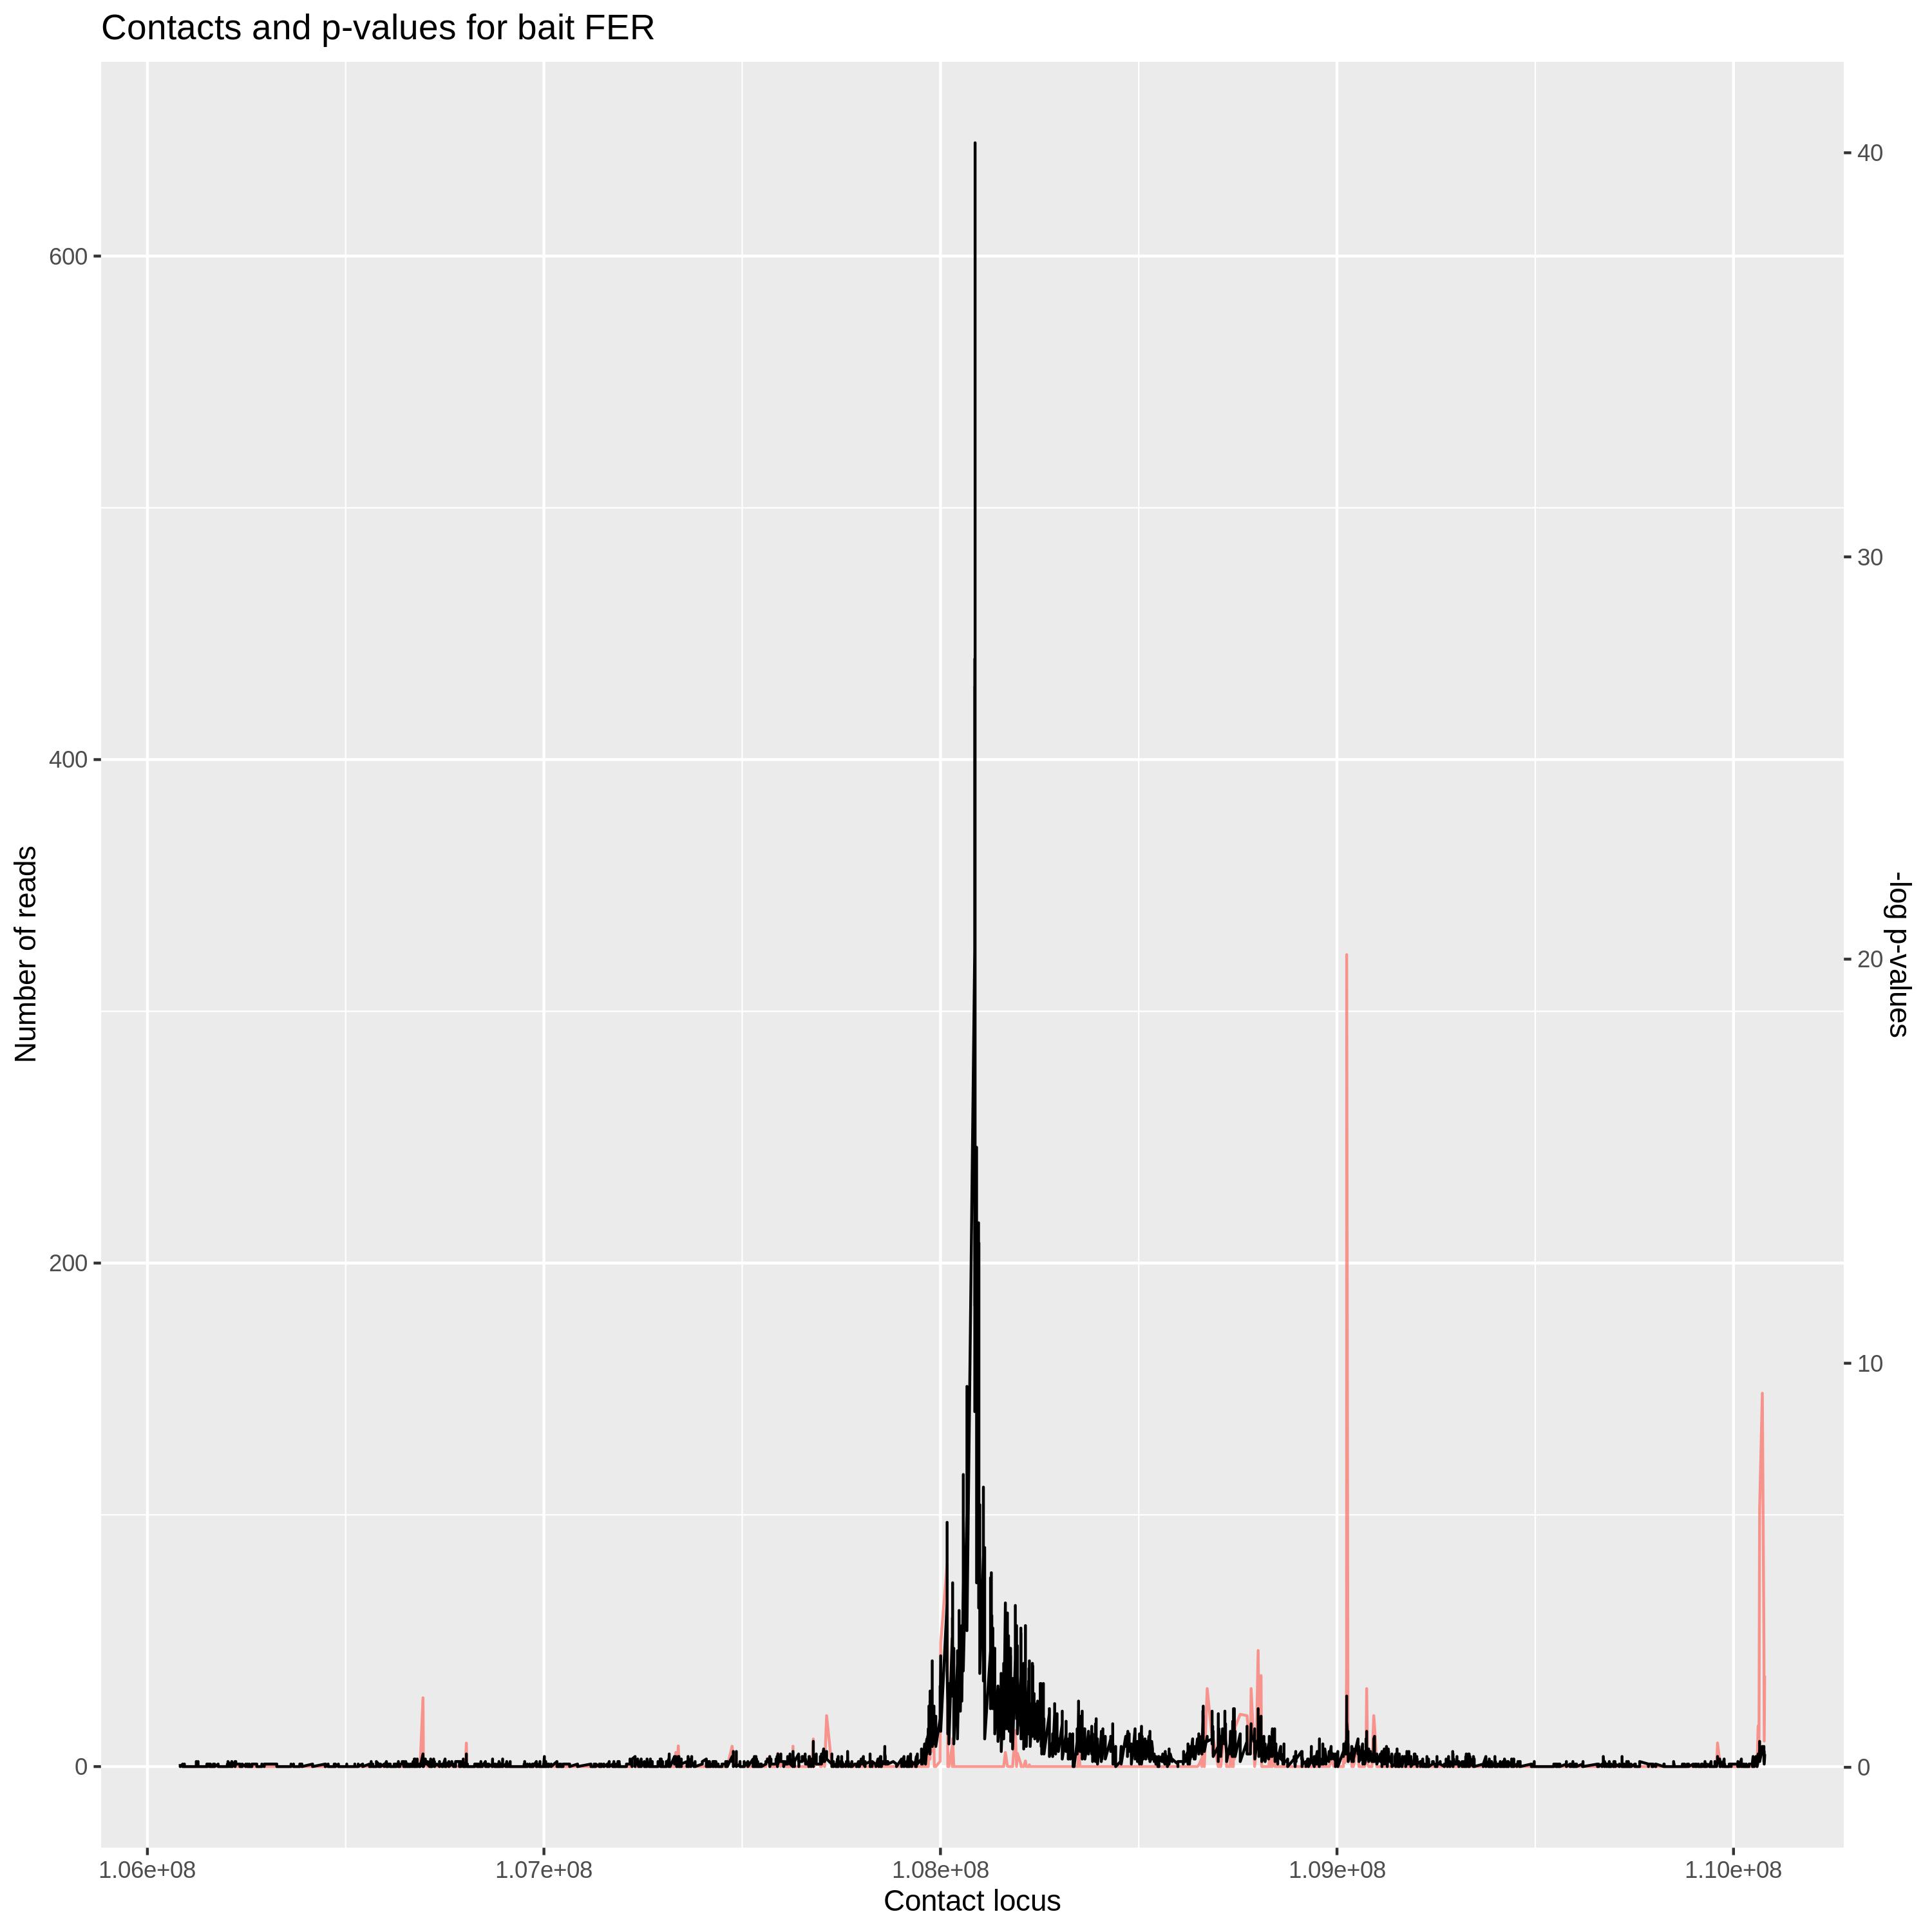 Contacts and p-values for bait FER
600
400
200
0
Number of reads
40
30
20
10
0
-log p-values
1.06e+08
1.07e+08
1.08e+08
1.09e+08
1.10e+08
Contact locus